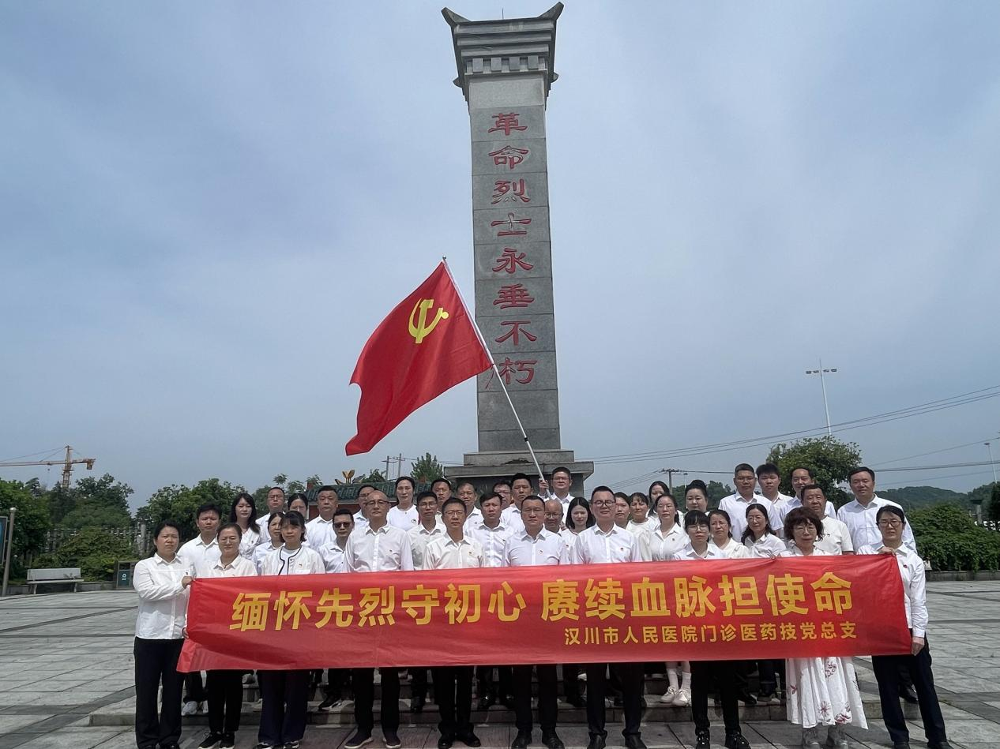 革命烈士永垂不朽
缅怀先烈守初心 赓续血脉担使命
汉川市人民医院门诊医药技党总支